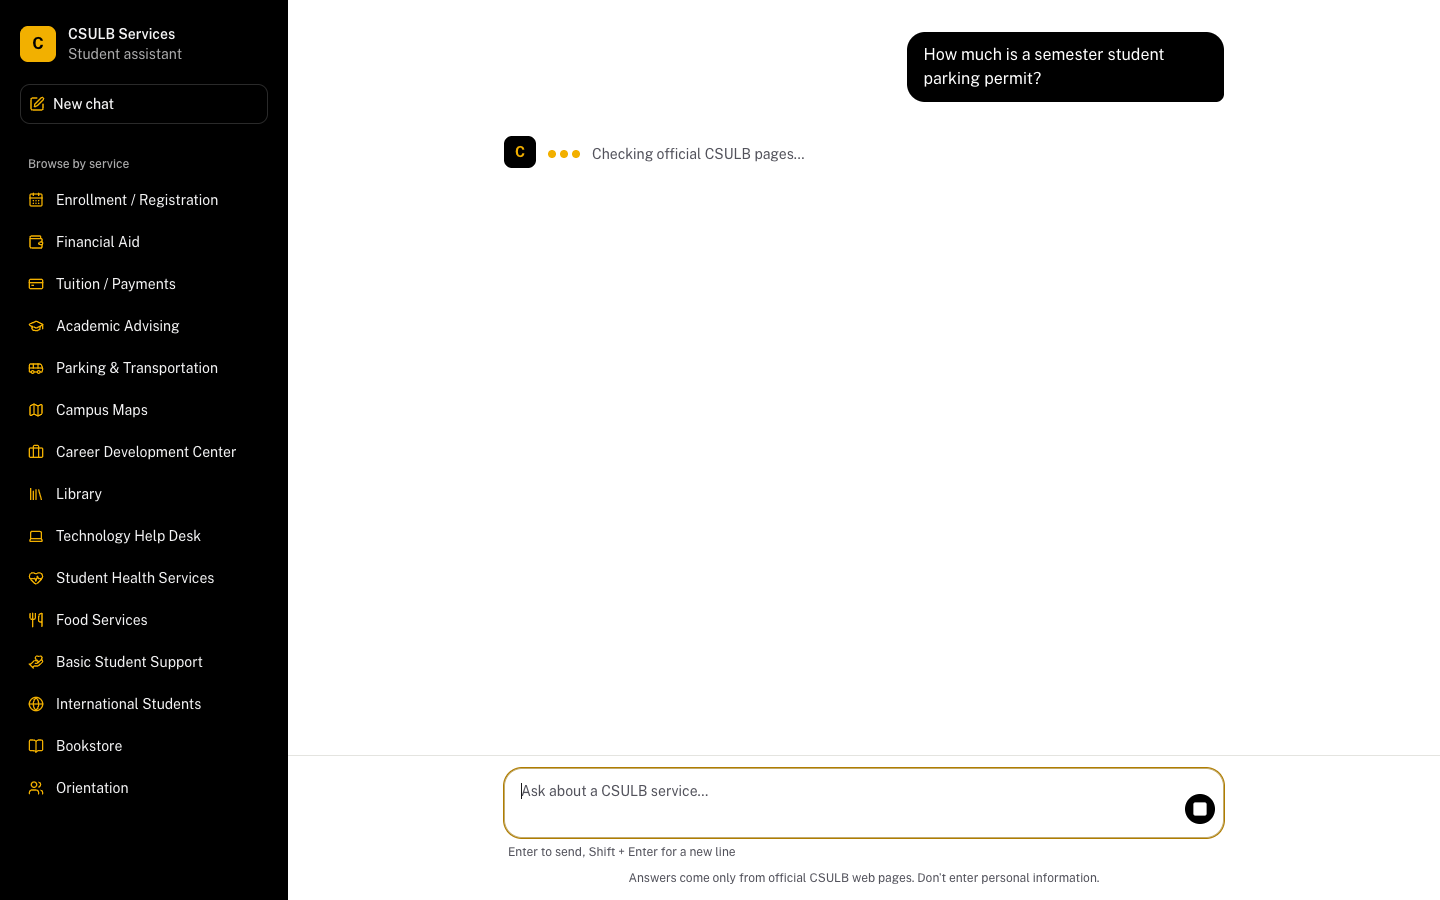 C
CSULB Services
Student assistant
New chat
Browse by service
Enrollment / Registration
Financial Aid
Tuition / Payments
Academic Advising
Parking & Transportation
Campus Maps
Career Development Center
Library
Technology Help Desk
Student Health Services
Food Services
Basic Student Support
International Students
Bookstore
Orientation
How much is a semester student
parking permit?
C
Checking official CSULB pages...
Ask about a CSULB service...
Enter to send, Shift + Enter for a new line
Answers come only from official CSULB web pages. Don't enter personal information.